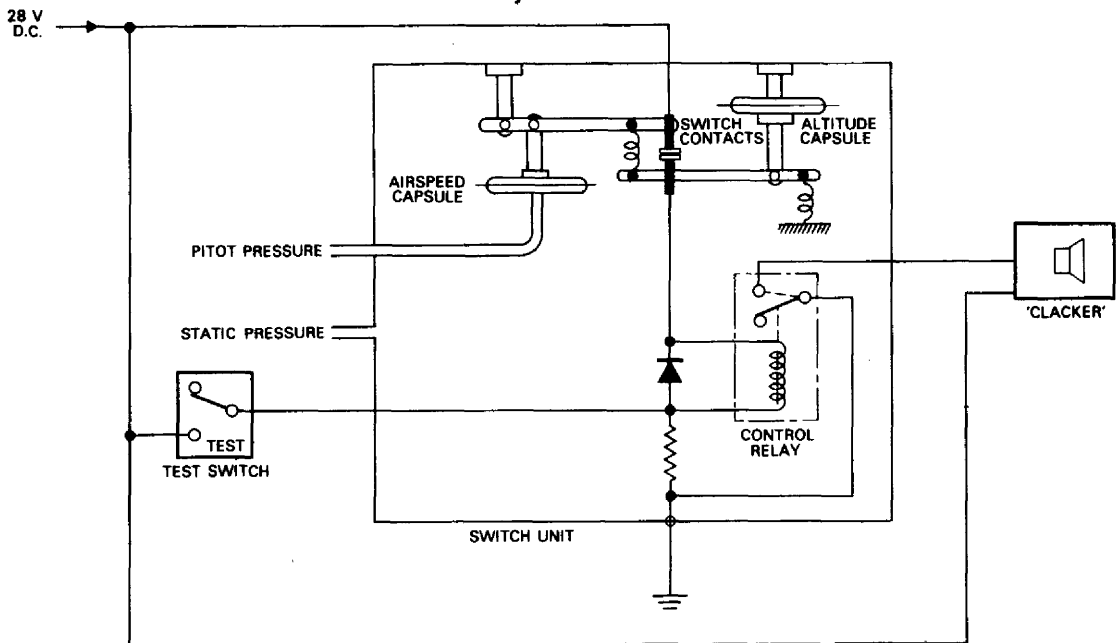 28 V
D.C.
SWITCH
CONTACTS
ALTITUDE
CAPSULE
AIRSPEED
CAPSULE
PITOT PRESSURE
STATIC PRESSURE
'CLACKER'
TEST
TEST SWITCH
CONTROL
RELAY
SWITCH UNIT